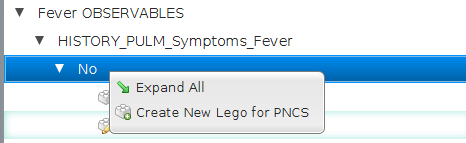 Fever OBSERVABLES
HISTORY_PULM_Symptoms_Fever
No
Expand All
Create New Lego for PNCS